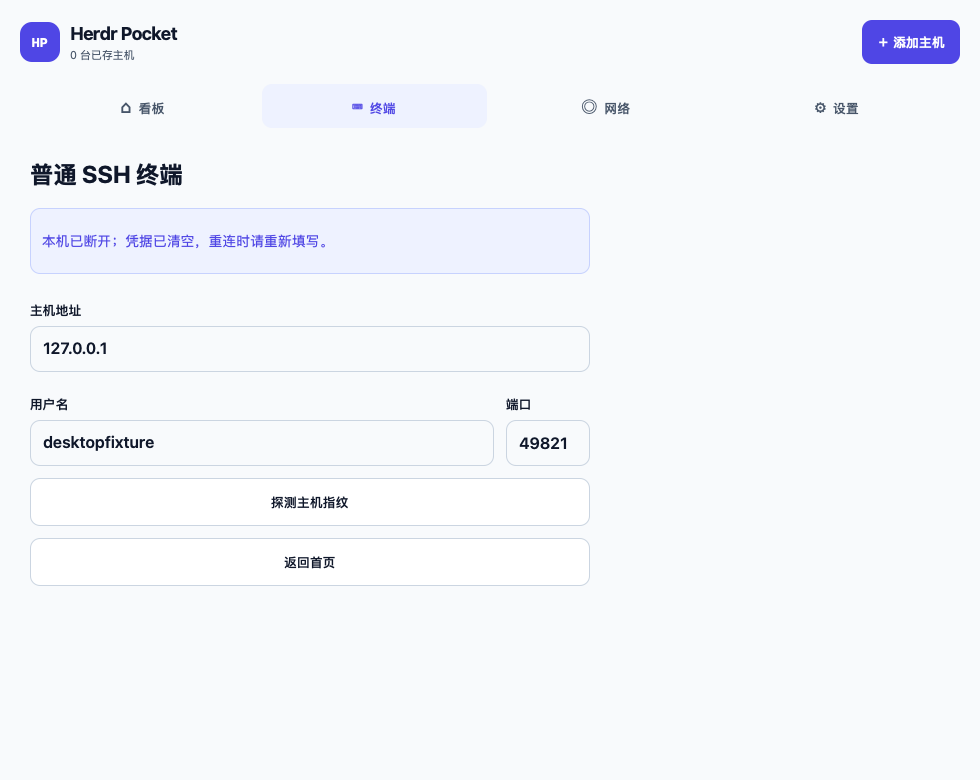 HP
Herdr Pocket
0 台已存主机
+ 添加主机
看板
终端
网络
设置
普通 SSH 终端
本机已断开；凭据已清空，重连时请重新填写。
主机地址
127.0.0.1
用户名
端口
desktopfixture
49821
探测主机指纹
返回首页